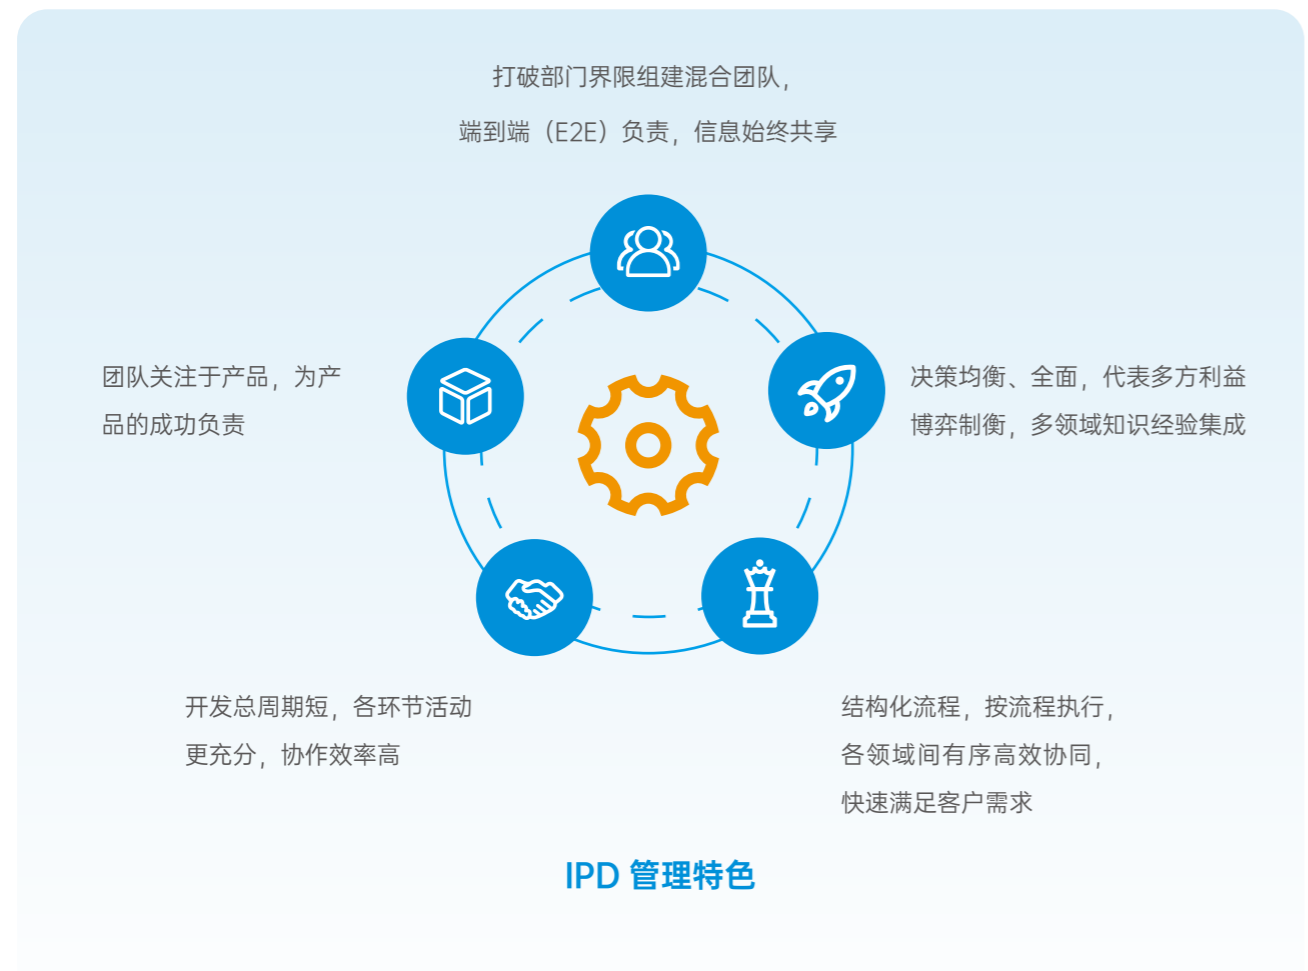 打破部门界限组建混合团队，
端到端（E2E）负责，信息始终共享
团队关注于产品，为产
品的成功负责
决策均衡、全面，代表多方利益
博弈制衡，多领域知识经验集成
开发总周期短，各环节活动
更充分，协作效率高
结构化流程，按流程执行，
各领域间有序高效协同，
快速满足客户需求
IPD 管理特色